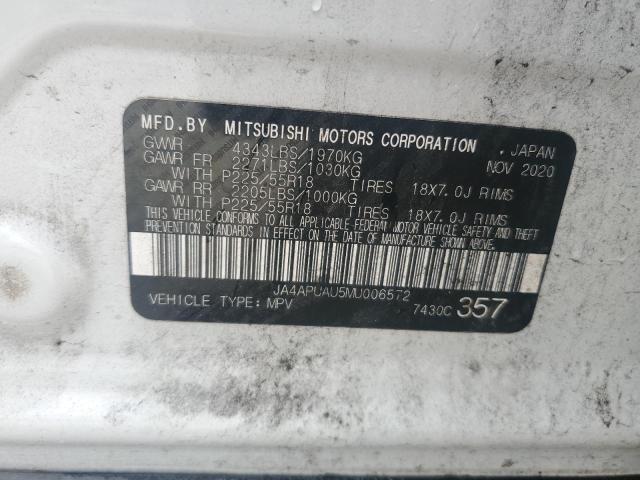 MFD.BY MITSUBISHI MOTORS CORPORATION . JAPAN
GVWR 4343LBS/1970KG NOV 2020
GAWR FR 2271LBS/1030KG
WITH P225/55R18 TIRES 18X7.0J RIMS
GAWR RR 2205LBS/1000KG
WITH P225/55R18 TIRES 18X7.0J RIMS
THIS VEHICLE CONFORMS TO ALL APPLICABLE FEDERAL MOTOR VEHICLE SAFETY AND THEFT
PREVENTION STANDARDS IN EFFECT ON THE DATE OF MANUFACTURE SHOWN ABOVE.
JA4APUAU5MU006572
VEHICLE TYPE: MPV 7430C 357